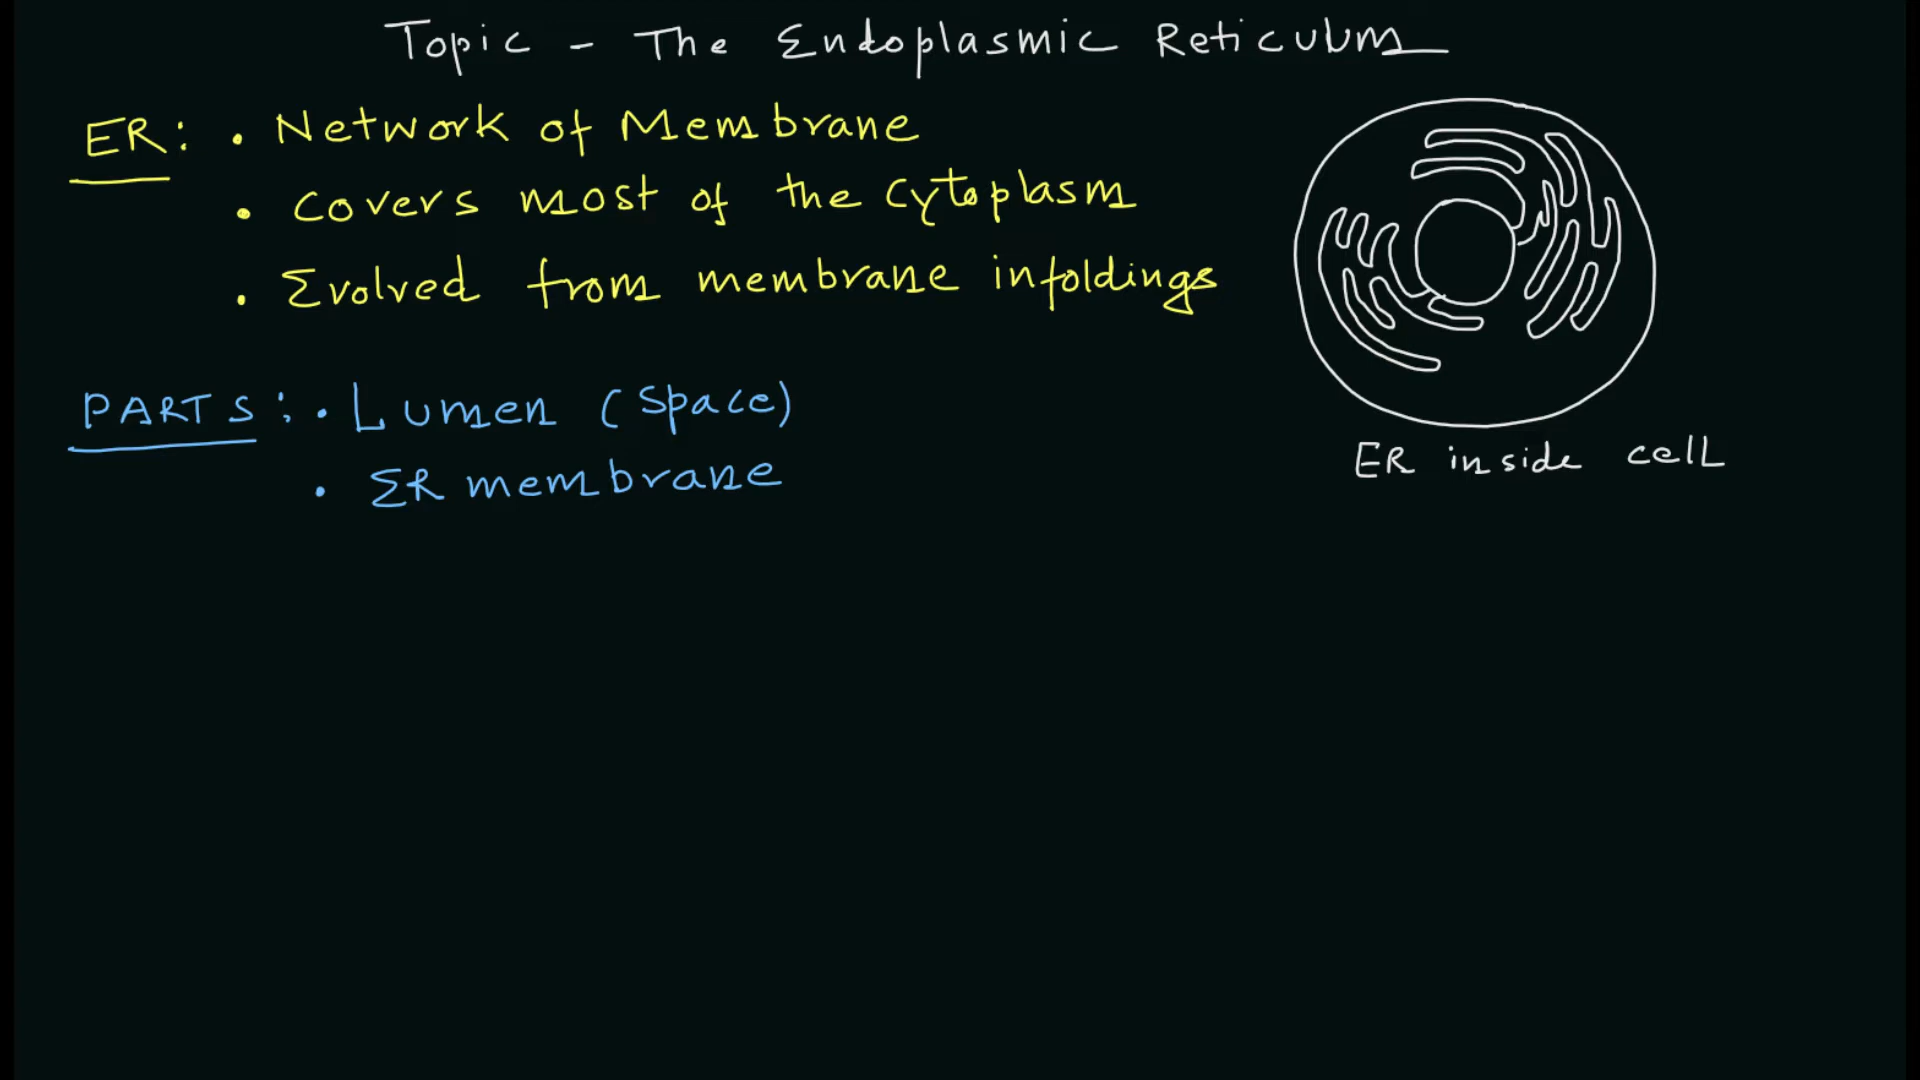 Topic - The Endoplasmic Reticulum
ER: • Network of Membrane
• Covers most of the cytoplasm
• Evolved from membrane infoldings
PARTS: • Lumen (Space)
• ER membrane
ER inside cell